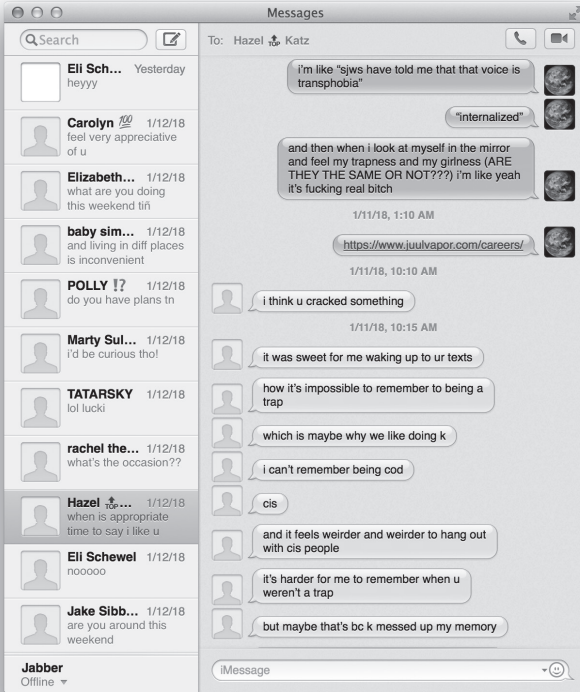 Messages
Search
Eli Sch... Yesterday
heyyy
Carolyn 💯 1/12/18
feel very appreciative
of u
Elizabeth... 1/12/18
what are you doing
this weekend tiñ
baby sim... 1/12/18
and living in diff places
is inconvenient
POLLY ⁉ 1/12/18
do you have plans tn
Marty Sul... 1/12/18
i'd be curious tho!
TATARSKY 1/12/18
lol lucki
rachel the... 1/12/18
what's the occasion??
Hazel 🔝... 1/12/18
when is appropriate
time to say i like u
Eli Schewel 1/12/18
nooooo
Jake Sibb... 1/12/18
are you around this
weekend
Jabber
Offline
To: Hazel 🔝 Katz
i'm like “sjws have told me that that voice is
transphobia”
“internalized”
and then when i look at myself in the mirror
and feel my trapness and my girlness (ARE
THEY THE SAME OR NOT???) i'm like yeah
it's fucking real bitch
1/11/18, 1:10 AM
https://www.juulvapor.com/careers/
1/11/18, 10:10 AM
i think u cracked something
1/11/18, 10:15 AM
it was sweet for me waking up to ur texts
how it's impossible to remember to being a
trap
which is maybe why we like doing k
i can't remember being cod
cis
and it feels weirder and weirder to hang out
with cis people
it's harder for me to remember when u
weren't a trap
but maybe that's bc k messed up my memory
iMessage